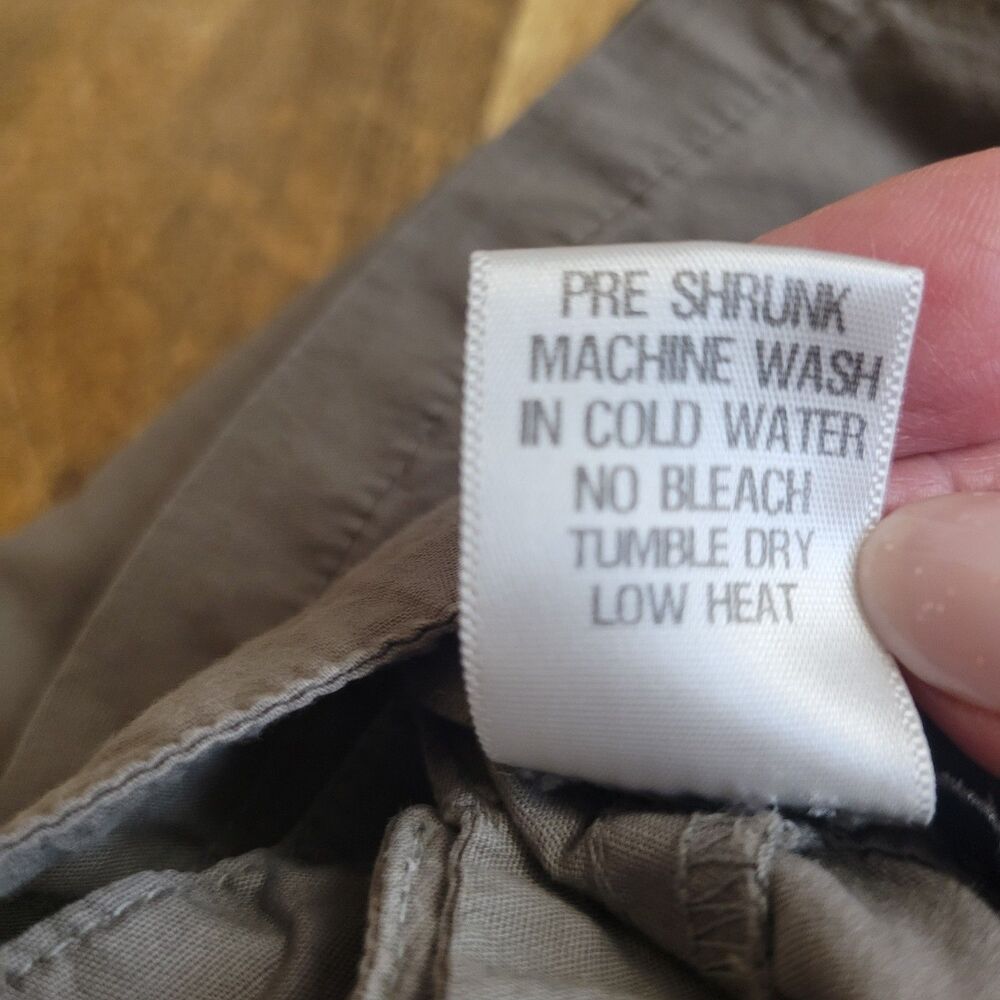 PRE SHRUNK
MACHINE WASH
IN COLD WATER
NO BLEACH
TUMBLE DRY
LOW HEAT